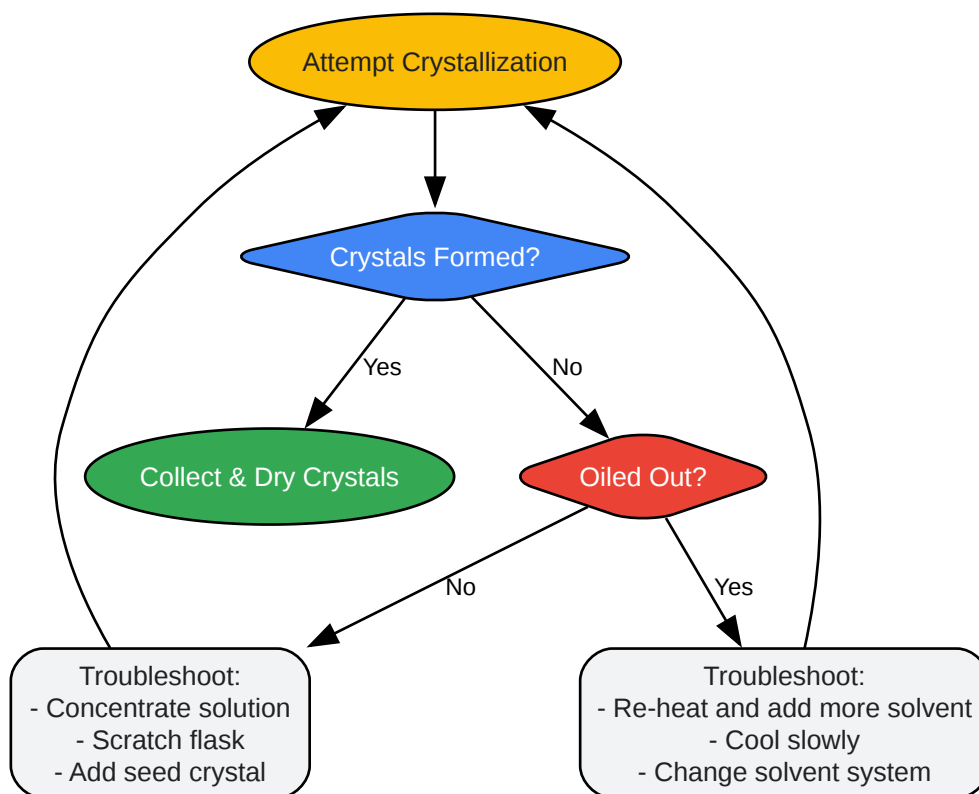 Attempt Crystallization
Crystals Formed?
Yes
No
Collect & Dry Crystals
Oiled Out?
No
Yes
Troubleshoot:
- Concentrate solution
- Scratch flask
- Add seed crystal
Troubleshoot:
- Re-heat and add more solvent
- Cool slowly
- Change solvent system